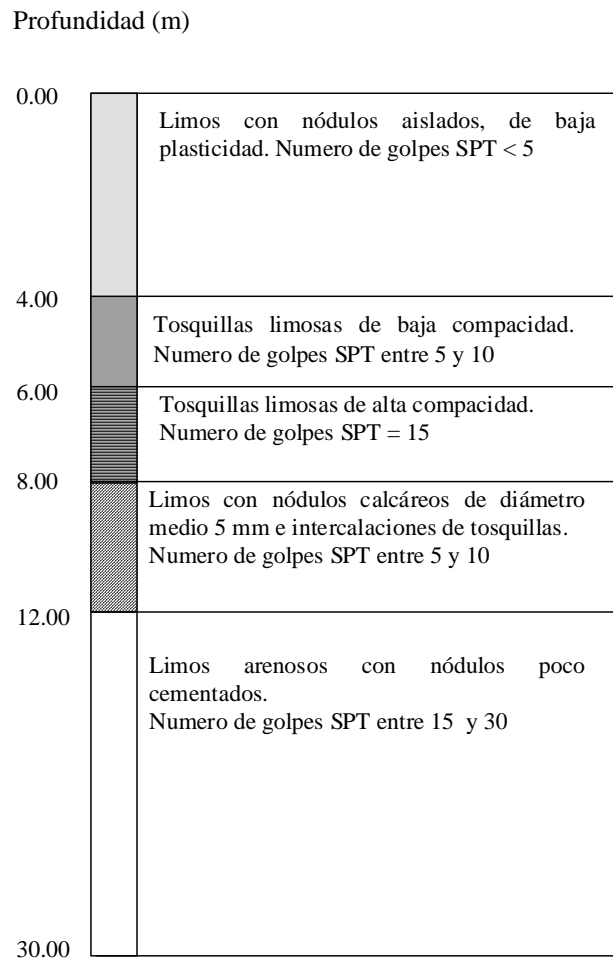 Profundidad (m)
0.00
Limos con nódulos aislados, de baja
plasticidad. Numero de golpes SPT < 5
4.00
Tosquillas limosas de baja compacidad.
Numero de golpes SPT entre 5 y 10
6.00
Tosquillas limosas de alta compacidad.
Numero de golpes SPT = 15
8.00
Limos con nódulos calcáreos de diámetro
medio 5 mm e intercalaciones de tosquillas.
Numero de golpes SPT entre 5 y 10
12.00
Limos arenosos con nódulos poco
cementados.
Numero de golpes SPT entre 15 y 30
30.00